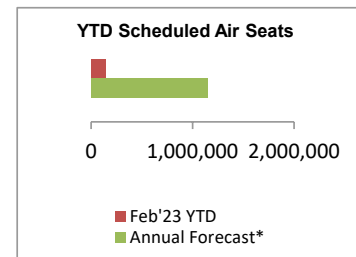 YTD Scheduled Air Seats
0 1,000,000 2,000,000
Feb'23 YTD
Annual Forecast*